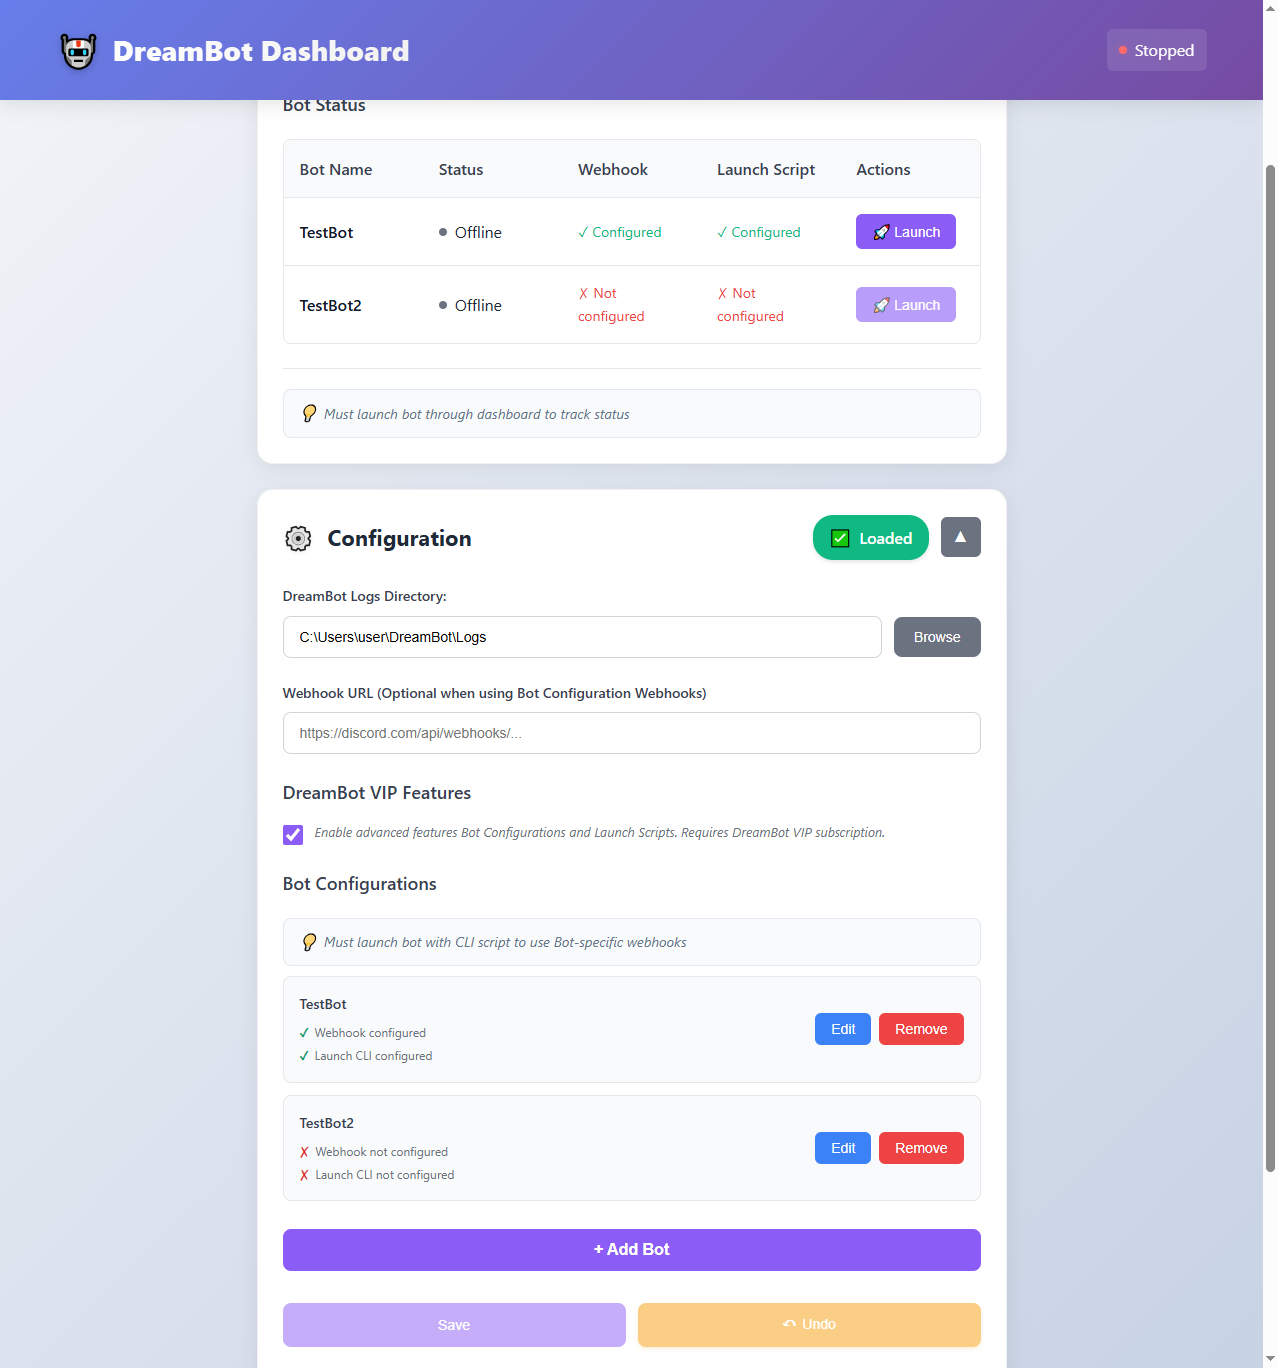 DreamBot Dashboard
Stopped
Bot Status
Bot Name Status Webhook Launch Script Actions
TestBot Offline ✓ Configured ✓ Configured 🚀 Launch
TestBot2 Offline ✗ Not configured ✗ Not configured 🚀 Launch
Must launch bot through dashboard to track status
Configuration
✅ Loaded ▲
DreamBot Logs Directory:
C:\Users\user\DreamBot\Logs Browse
Webhook URL (Optional when using Bot Configuration Webhooks)
https://discord.com/api/webhooks/...
DreamBot VIP Features
Enable advanced features Bot Configurations and Launch Scripts. Requires DreamBot VIP subscription.
Bot Configurations
Must launch bot with CLI script to use Bot-specific webhooks
TestBot
✓ Webhook configured
✓ Launch CLI configured
Edit Remove
TestBot2
✗ Webhook not configured
✗ Launch CLI not configured
Edit Remove
+ Add Bot
Save ↶ Undo